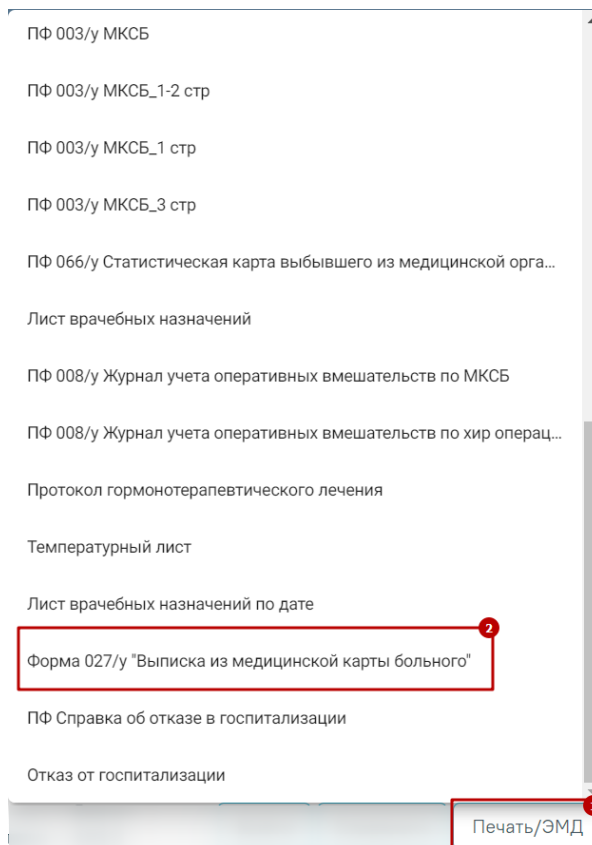 ПФ 003/у МКСБ
ПФ 003/у МКСБ_1-2 стр
ПФ 003/у МКСБ_1 стр
ПФ 003/у МКСБ_3 стр
ПФ 066/у Статистическая карта выбывшего из медицинской орга...
Лист врачебных назначений
ПФ 008/у Журнал учета оперативных вмешательств по МКСБ
ПФ 008/у Журнал учета оперативных вмешательств по хир операц...
Протокол гормонотерапевтического лечения
Температурный лист
Лист врачебных назначений по дате
2
Форма 027/у "Выписка из медицинской карты больного"
ПФ Справка об отказе в госпитализации
Отказ от госпитализации
Печать/ЭМД